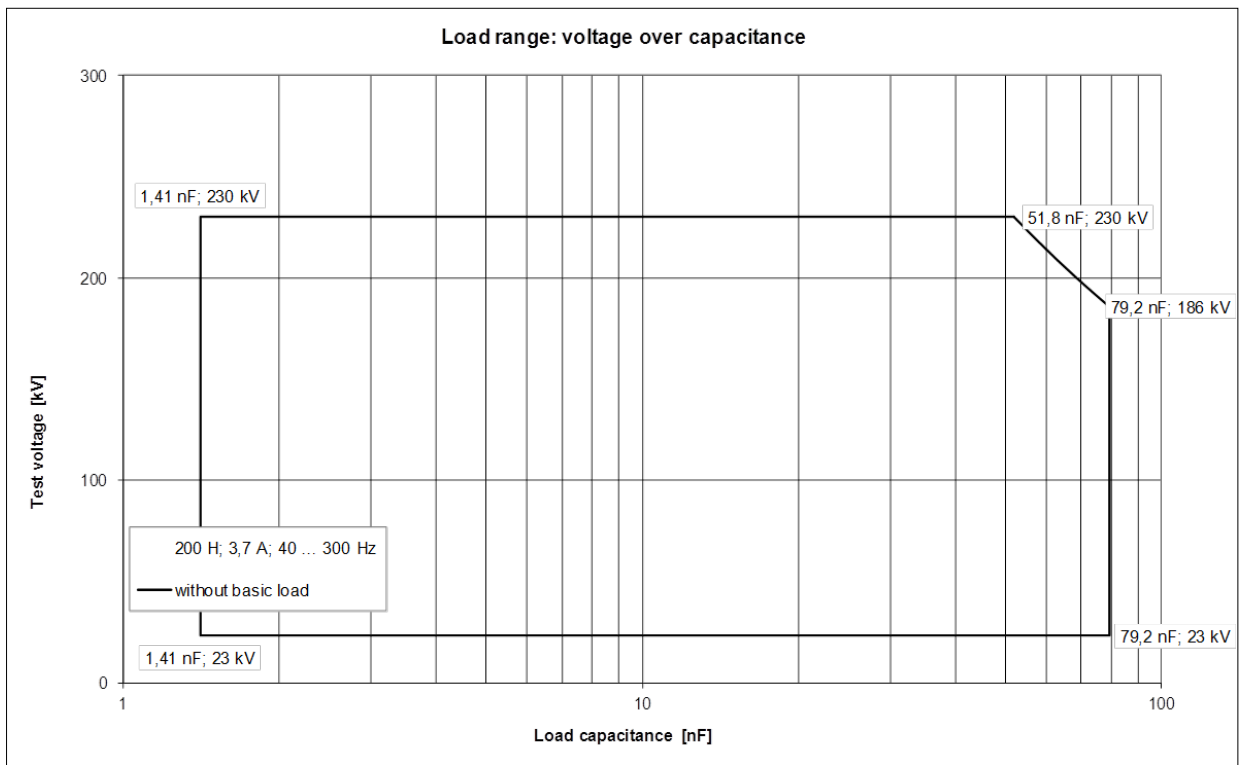 Load range: voltage over capacitance
300
1,41 nF; 230 kV
51,8 nF; 230 kV
200
79,2 nF; 186 kV
Test voltage [kV]
100
200 H; 3,7 A; 40 ... 300 Hz
without basic load
79,2 nF; 23 kV
1,41 nF; 23 kV
0
1
10
100
Load capacitance [nF]